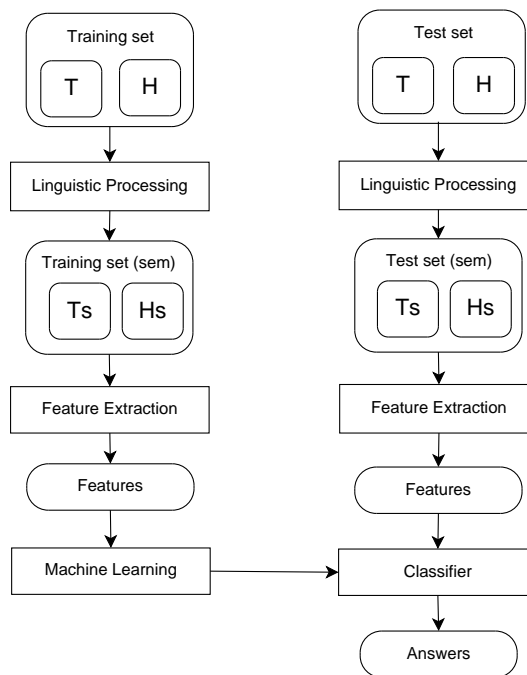 Training set
T
H
Linguistic Processing
Training set (sem)
Ts
Hs
Feature Extraction
Features
Machine Learning
Test set
T
H
Linguistic Processing
Test set (sem)
Ts
Hs
Feature Extraction
Features
Classifier
Answers